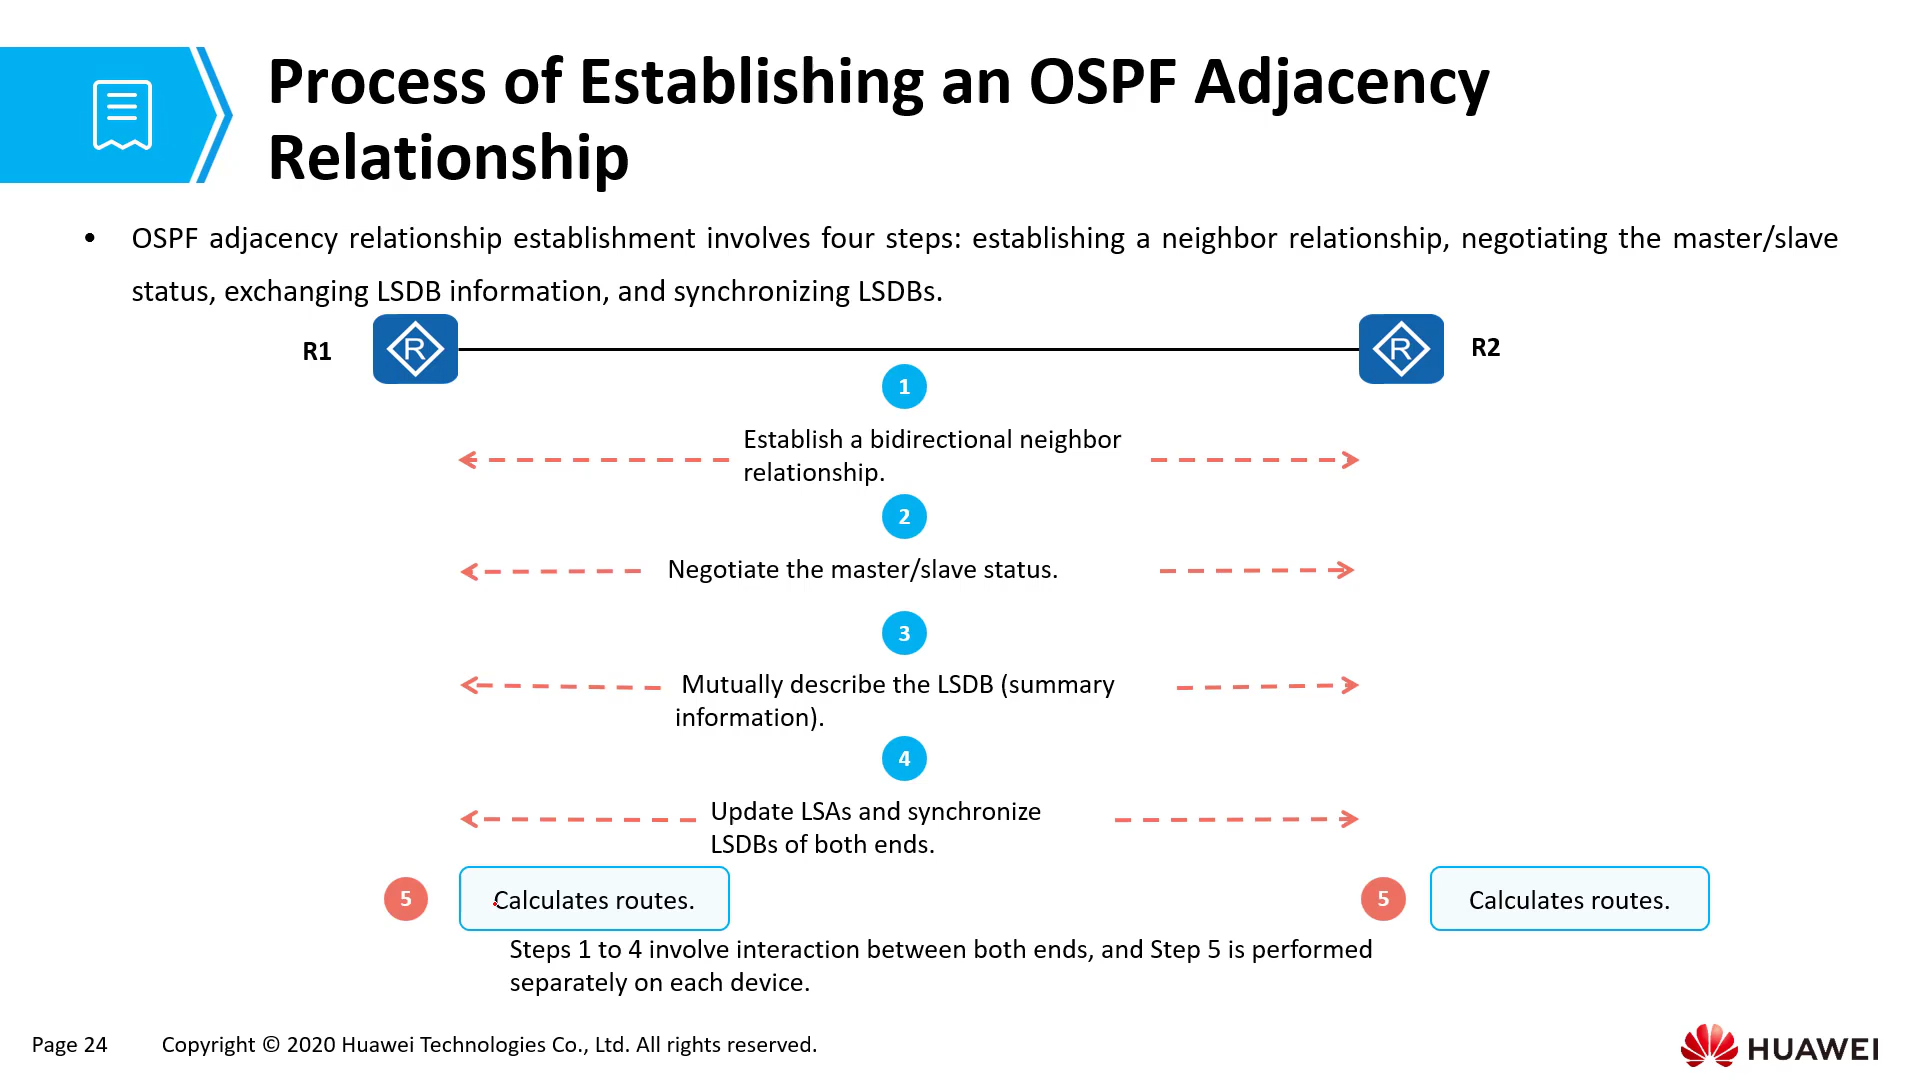 Process of Establishing an OSPF Adjacency
Relationship
• OSPF adjacency relationship establishment involves four steps: establishing a neighbor relationship, negotiating the master/slave
status, exchanging LSDB information, and synchronizing LSDBs.
R1
R
R
R2
1
Establish a bidirectional neighbor
relationship.
2
Negotiate the master/slave status.
3
Mutually describe the LSDB (summary
information).
4
Update LSAs and synchronize
LSDBs of both ends.
5
Calculates routes.
5
Calculates routes.
Steps 1 to 4 involve interaction between both ends, and Step 5 is performed
separately on each device.
Page 24
Copyright © 2020 Huawei Technologies Co., Ltd. All rights reserved.
HUAWEI